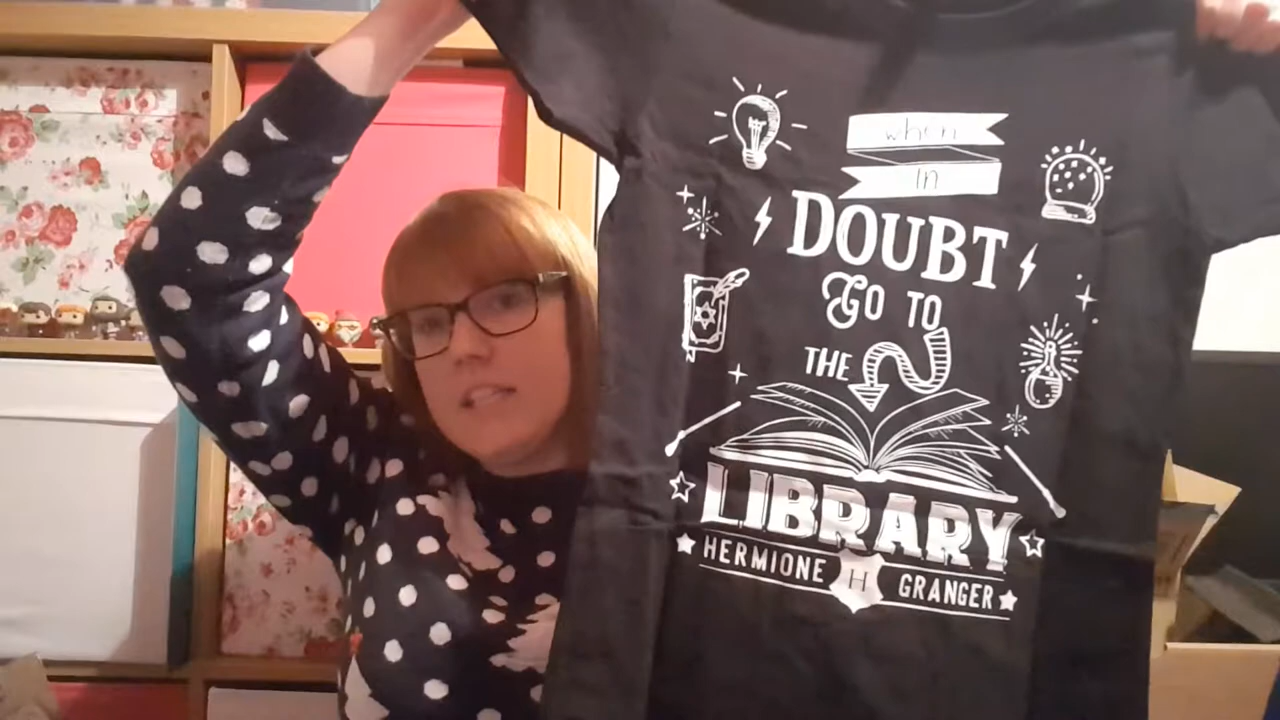 when
In
DOUBT
GO TO
THE
LIBRARY
HERMIONE H GRANGER